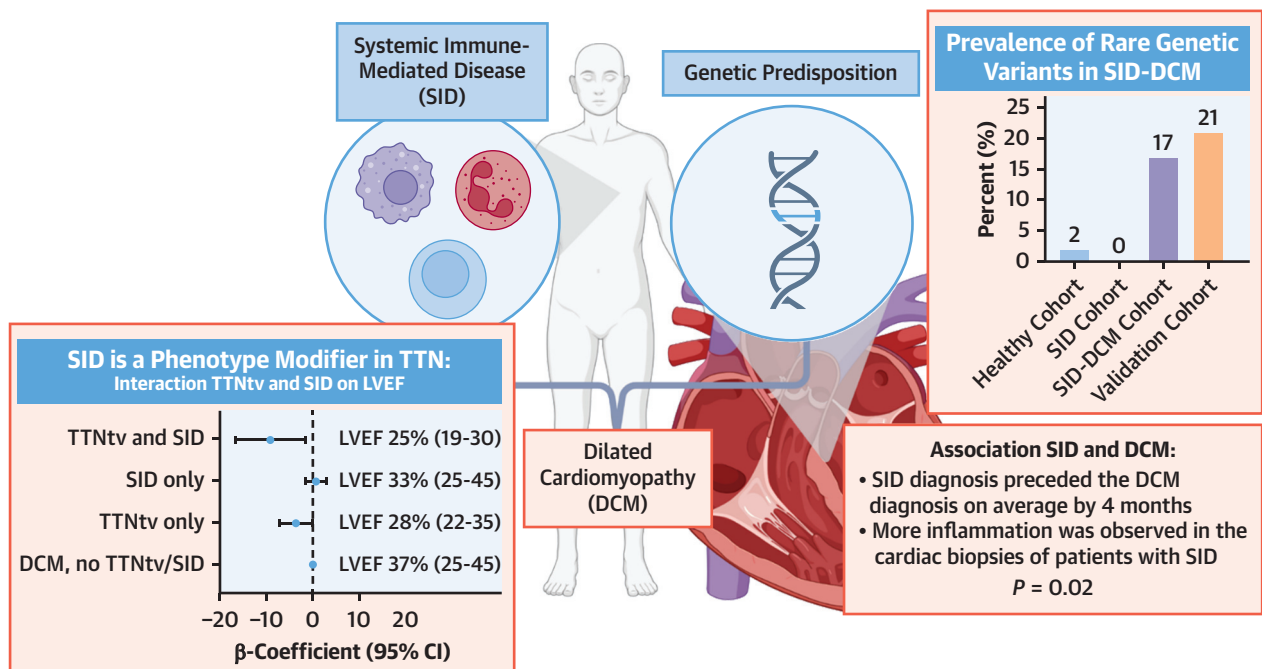 Systemic Immune-
Mediated Disease
(SID)
Genetic Predisposition
Prevalence of Rare Genetic
Variants in SID-DCM
Percent (%)
25
20
15
10
5
0
2
0
17
21
Healthy Cohort
SID Cohort
SID-DCM Cohort
Validation Cohort
SID is a Phenotype Modifier in TTN:
Interaction TTNtv and SID on LVEF
TTNtv and SID
LVEF 25% (19-30)
SID only
LVEF 33% (25-45)
TTNtv only
LVEF 28% (22-35)
DCM, no TTNtv/SID
LVEF 37% (25-45)
−20 −10 0 10 20
β-Coefficient (95% CI)
Dilated
Cardiomyopathy
(DCM)
Association SID and DCM:
• SID diagnosis preceded the DCM
diagnosis on average by 4 months
• More inflammation was observed in the
cardiac biopsies of patients with SID
P = 0.02